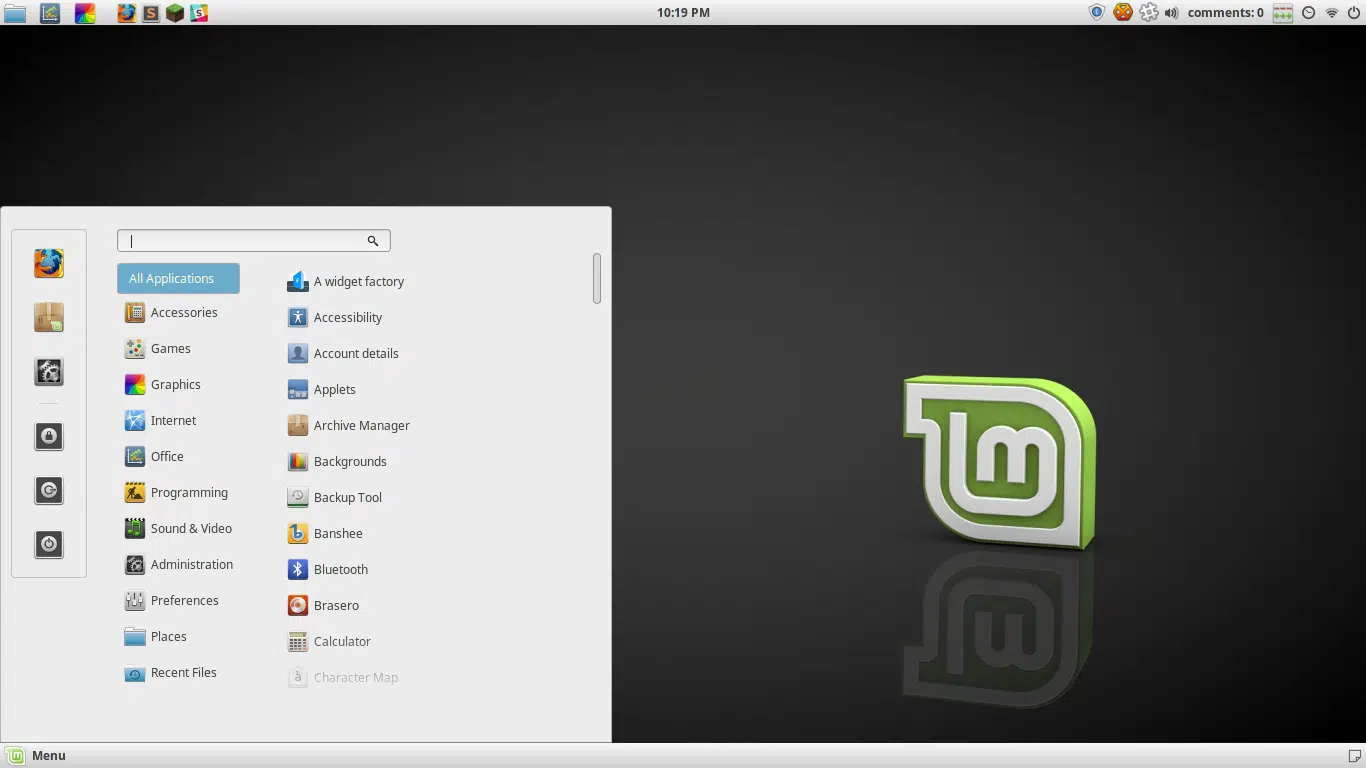 10:19 PM
comments: 0
All Applications
Accessories
Games
Graphics
Internet
Office
Programming
Sound & Video
Administration
Preferences
Places
Recent Files
A widget factory
Accessibility
Account details
Applets
Archive Manager
Backgrounds
Backup Tool
Banshee
Bluetooth
Brasero
Calculator
Character Map
Menu